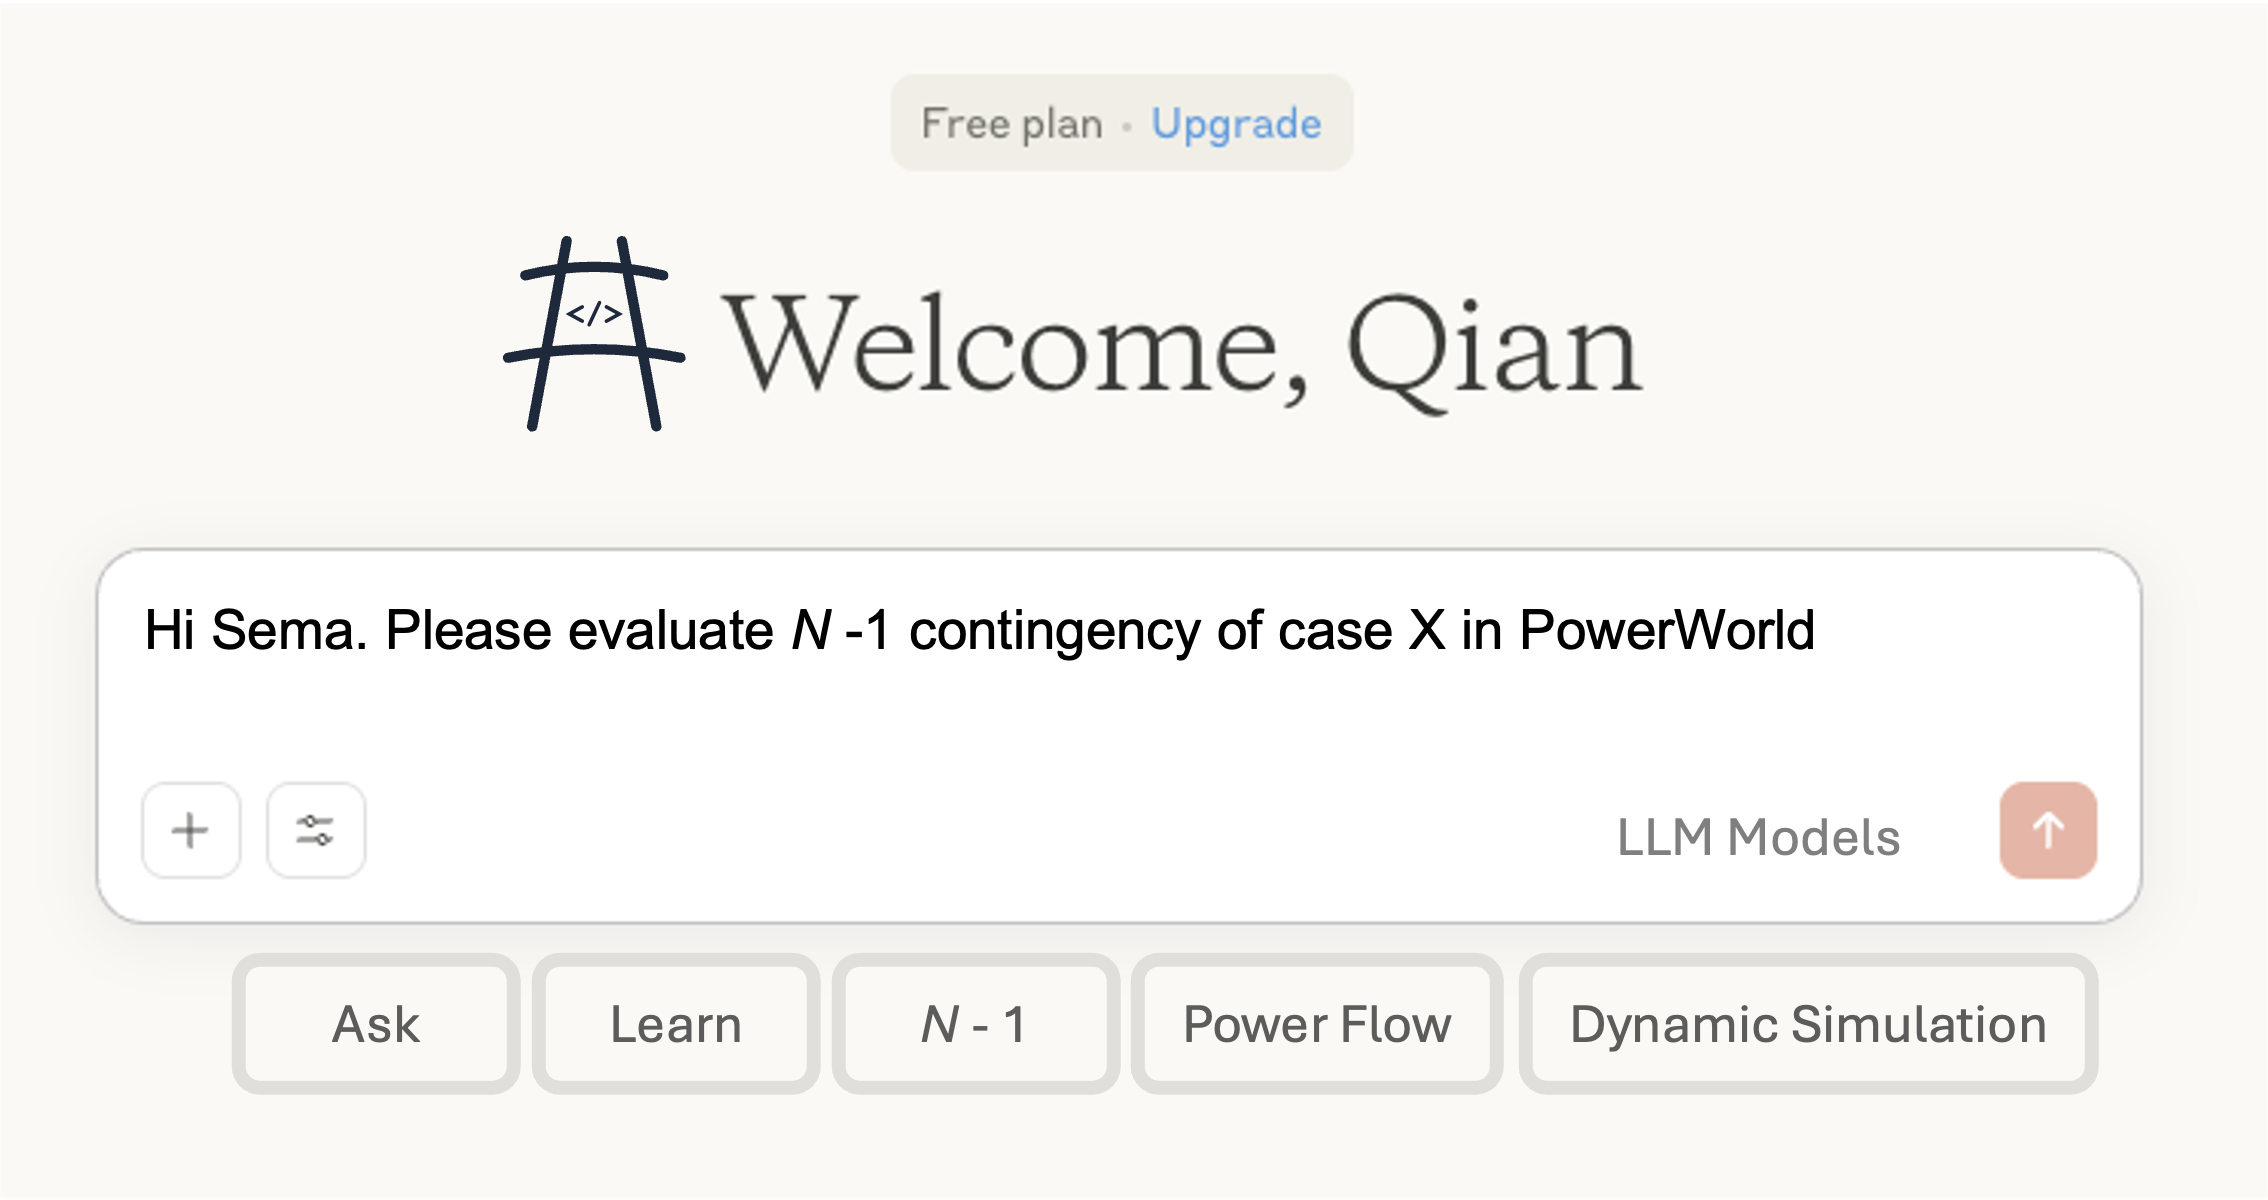 Free plan • Upgrade
</>
Welcome, Qian
Hi Sema. Please evaluate N -1 contingency of case X in PowerWorld
LLM Models
Ask
Learn
N - 1
Power Flow
Dynamic Simulation